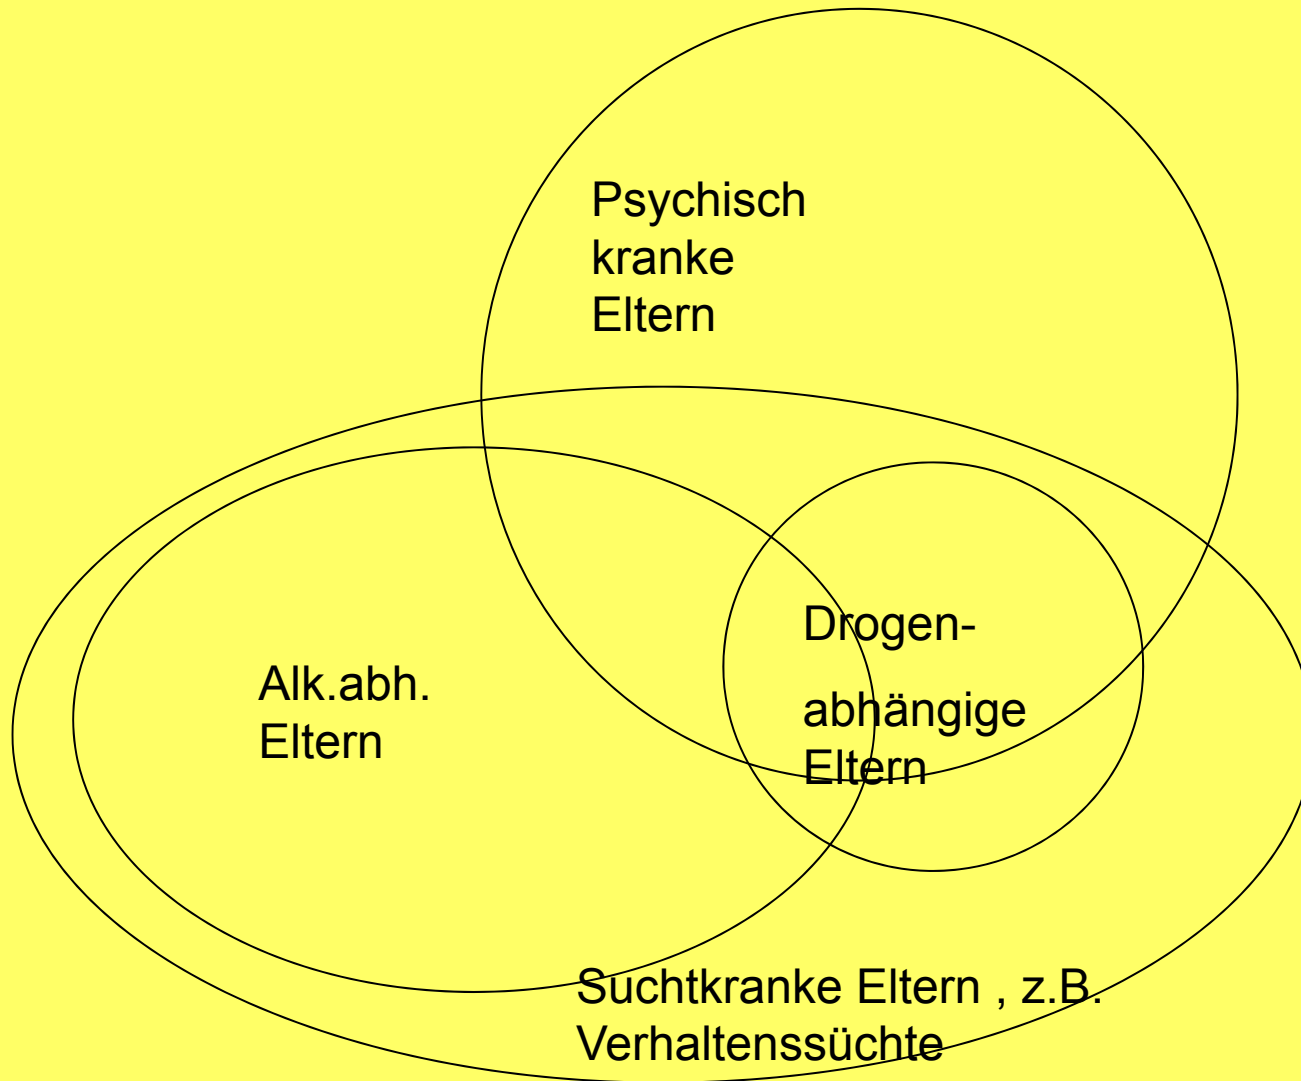 Psychisch
kranke
Eltern
Drogen-
abhängige
Eltern
Alk.abh.
Eltern
Suchtkranke Eltern , z.B.
Verhaltenssüchte